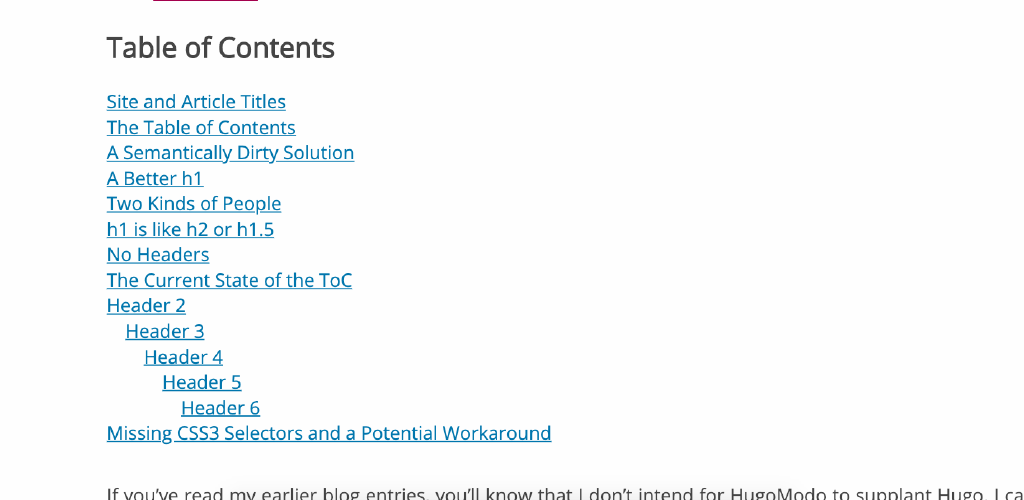 Table of Contents
Site and Article Titles
The Table of Contents
A Semantically Dirty Solution
A Better h1
Two Kinds of People
h1 is like h2 or h1.5
No Headers
The Current State of the ToC
Header 2
Header 3
Header 4
Header 5
Header 6
Missing CSS3 Selectors and a Potential Workaround
If you’ve read my earlier blog entries, you’ll know that I don’t intend for HugoModo to supplant Hugo. I ca